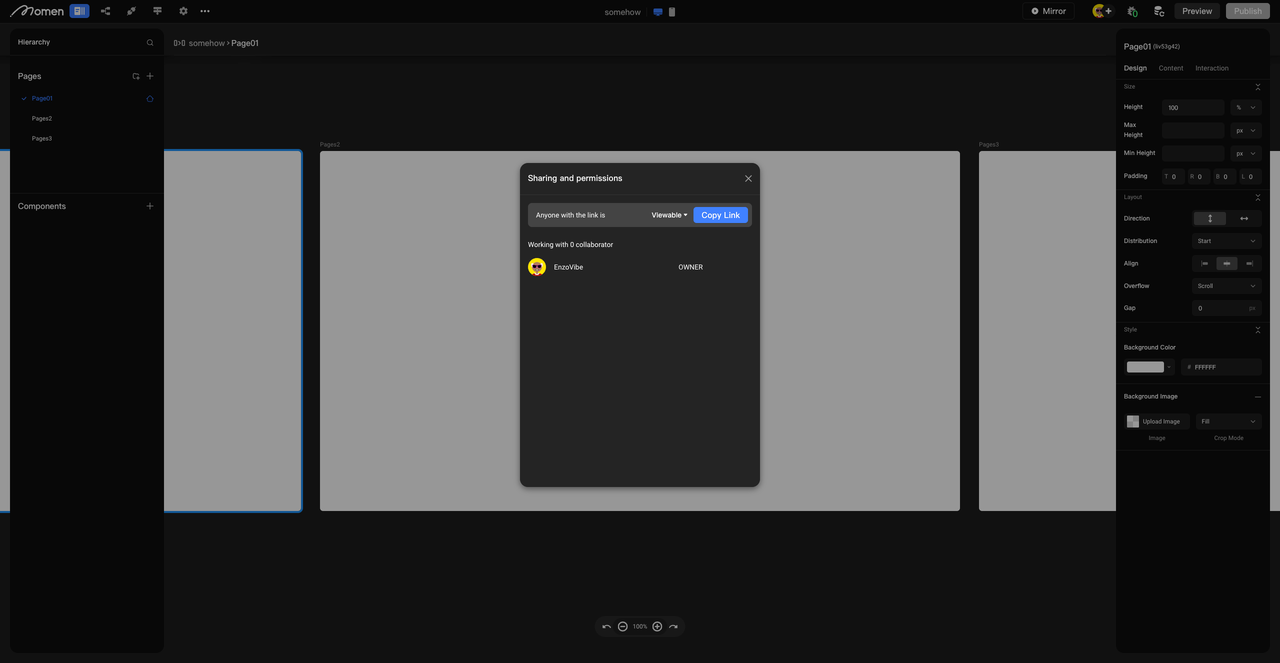 Momen
somehow
Mirror
0
Preview
Publish
Hierarchy
Pages
Page01
Pages2
Pages3
Components
somehow › Page01
Pages2
Pages3
Sharing and permissions
Anyone with the link is
Viewable
Copy Link
Working with 0 collaborator
EnzoVibe
OWNER
100%
Page01 (liv53g42)
Design Content Interaction
Size
Height 100 %
Max Height px
Min Height px
Padding T 0 R 0 B 0 L 0
Layout
Direction
Distribution Start
Align
Overflow Scroll
Gap 0 px
Style
Background Color
# FFFFFF
Background Image
Upload Image Fill
Image Crop Mode